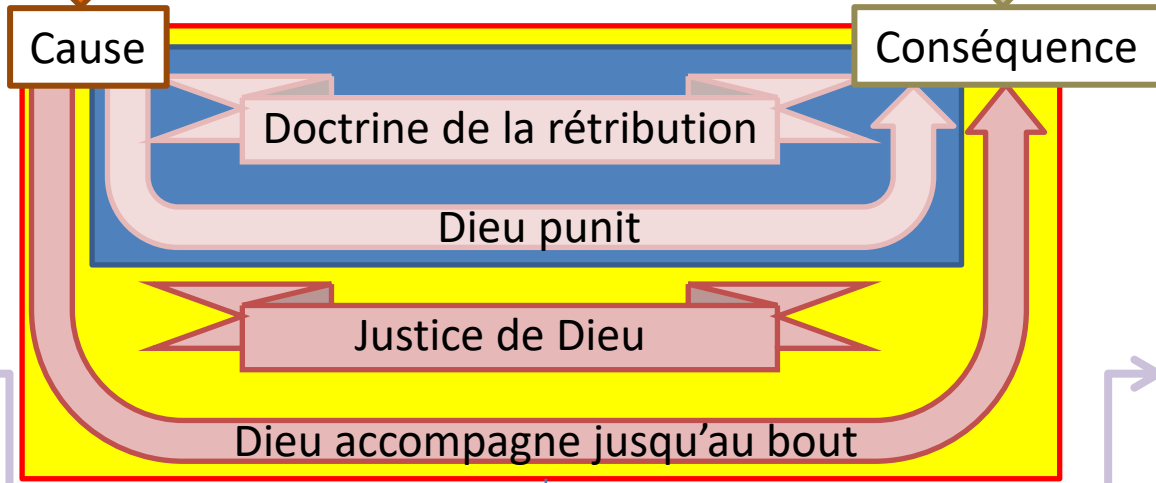 Cause
Conséquence
Doctrine de la rétribution
Dieu punit
Justice de Dieu
Dieu accompagne jusqu’au bout